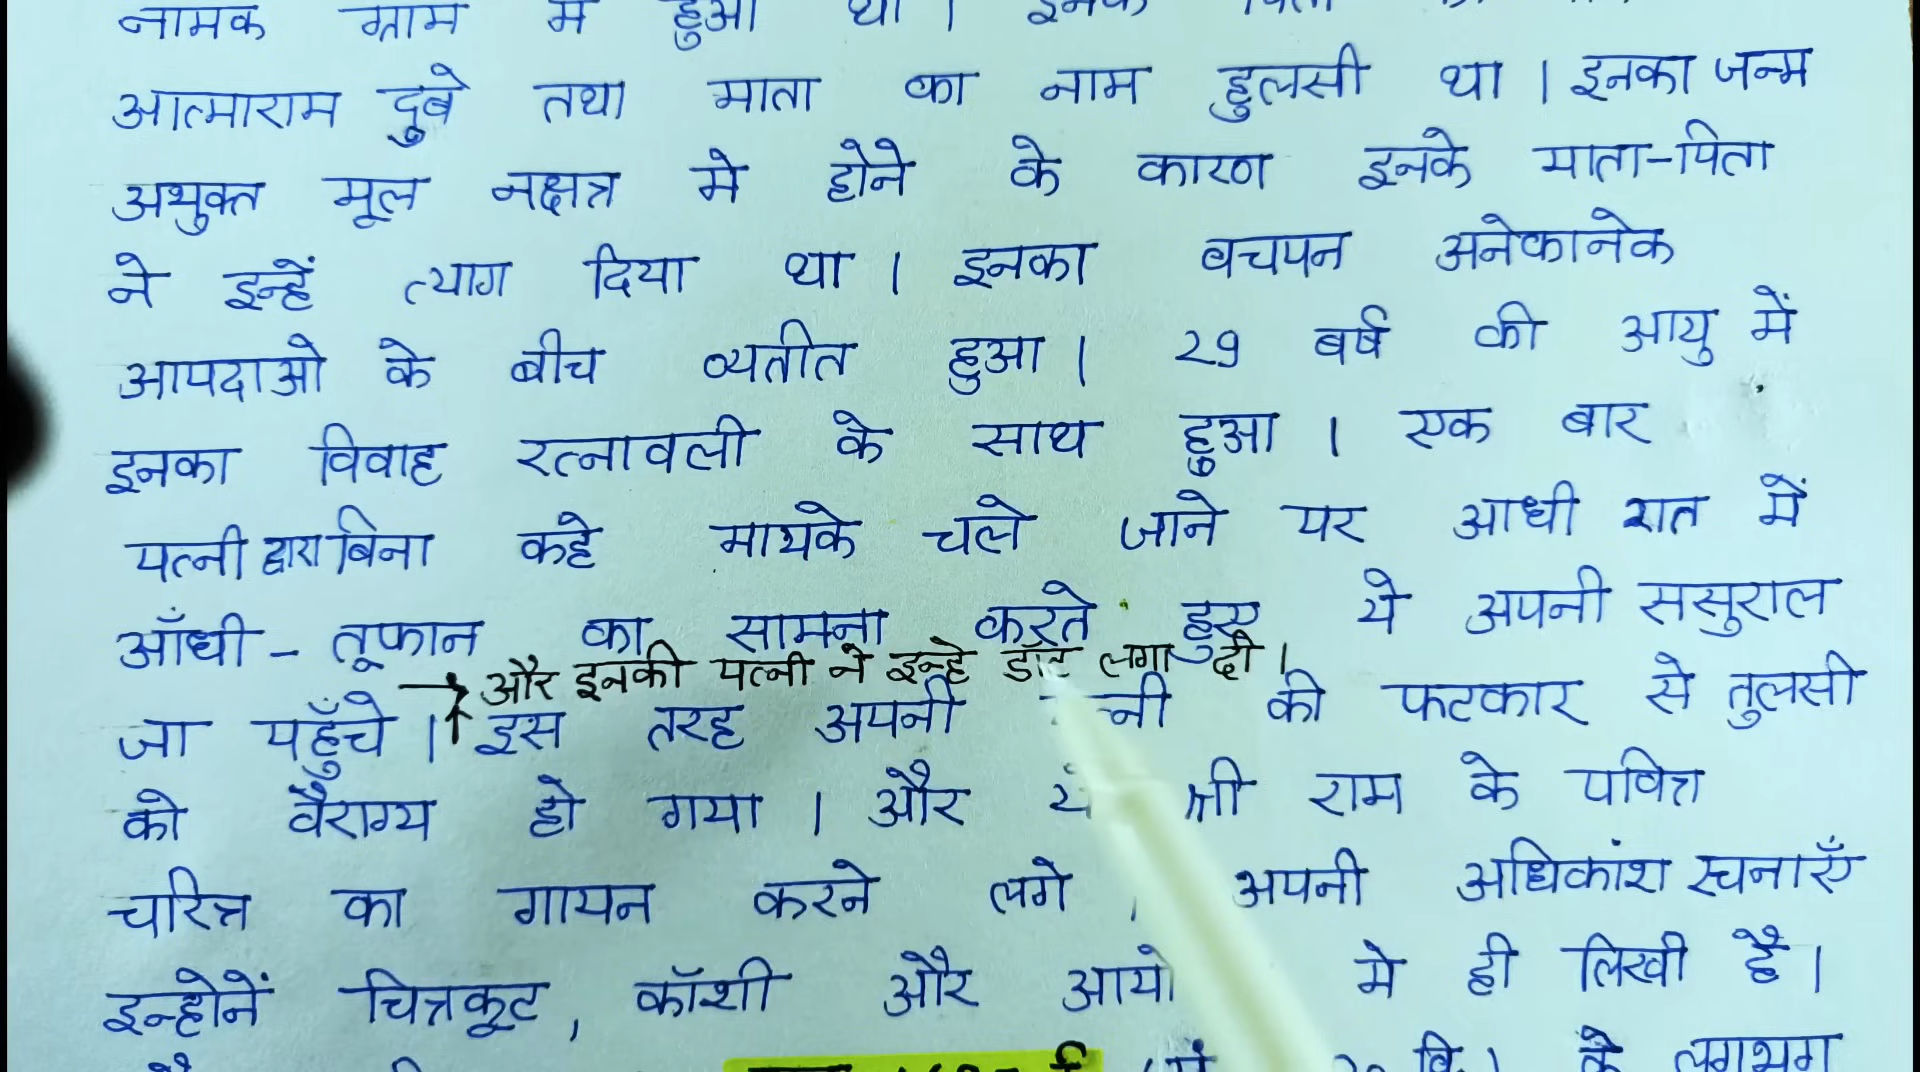 नामक ग्राम में हुआ था । इनके पिता
आत्माराम दुबे तथा माता का नाम हुलसी था । इनका जन्म
अभुक्त मूल नक्षत्र मे होने के कारण इनके माता-पिता
ने इन्हें त्याग दिया था । इनका बचपन अनेकानेक
आपदाओ के बीच व्यतीत हुआ । 29 बर्ष की आयु में
इनका विवाह रत्नावली के साथ हुआ । एक बार
पत्नी द्वारा बिना कहे मायके चले जाने पर आधी रात में
आँधी - तूफान का सामना करते हुए ये अपनी ससुराल
→ और इनकी पत्नी ने इन्हे डाँट लगा दी ।
जा पहुँचे । ↑ इस तरह अपनी की फटकार से तुलसी
को वैराग्य हो गया । और राम के पवित्र
चरित्र का गायन करने लगे । अपनी अधिकांश रचनाएँ
इन्होनें चित्रकूट, कॉशी और मे ही लिखी है ।
के लगभग